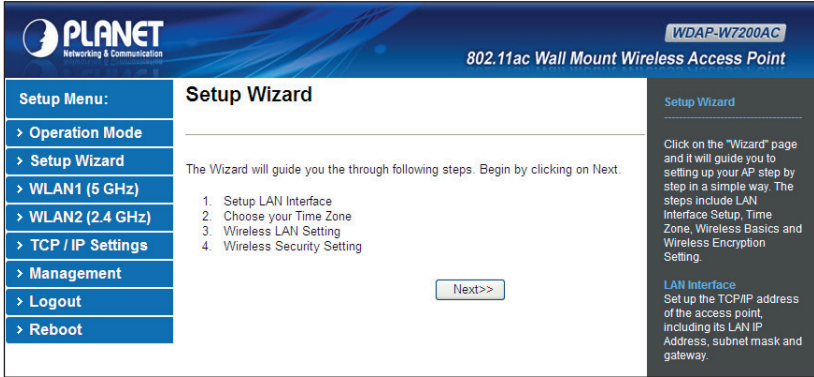 PLANET
Networking & Communication
WDAP-W7200AC
802.11ac Wall Mount Wireless Access Point
Setup Menu:
> Operation Mode
> Setup Wizard
> WLAN1 (5 GHz)
> WLAN2 (2.4 GHz)
> TCP / IP Settings
> Management
> Logout
> Reboot
Setup Wizard
The Wizard will guide you the through following steps. Begin by clicking on Next.
1. Setup LAN Interface
2. Choose your Time Zone
3. Wireless LAN Setting
4. Wireless Security Setting
Next>>
Setup Wizard
Click on the "Wizard" page
and it will guide you to
setting up your AP step by
step in a simple way. The
steps include LAN
Interface Setup, Time
Zone, Wireless Basics and
Wireless Encryption
Setting.
LAN Interface
Set up the TCP/IP address
of the access point,
including its LAN IP
Address, subnet mask and
gateway.